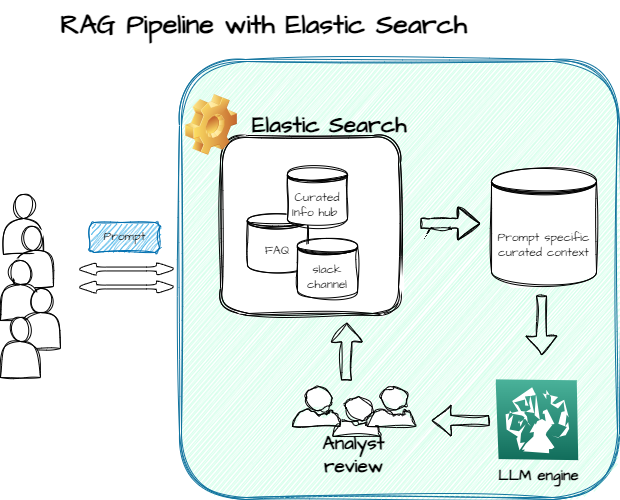 RAG Pipeline with Elastic Search
Elastic Search
Curated
Info hub
Prompt
FAQ
Prompt specific
curated context
slack
channel
Analyst
review
LLM engine